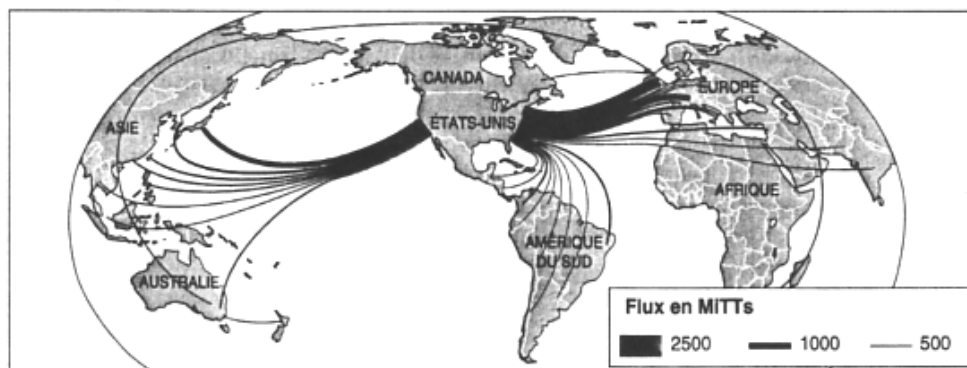 CANADA
EUROPE
ÉTATS-UNIS
ASIE
AFRIQUE
AMÉRIQUE
DU SUD
AUSTRALIE
Flux en MiTTs
2500 1000 500